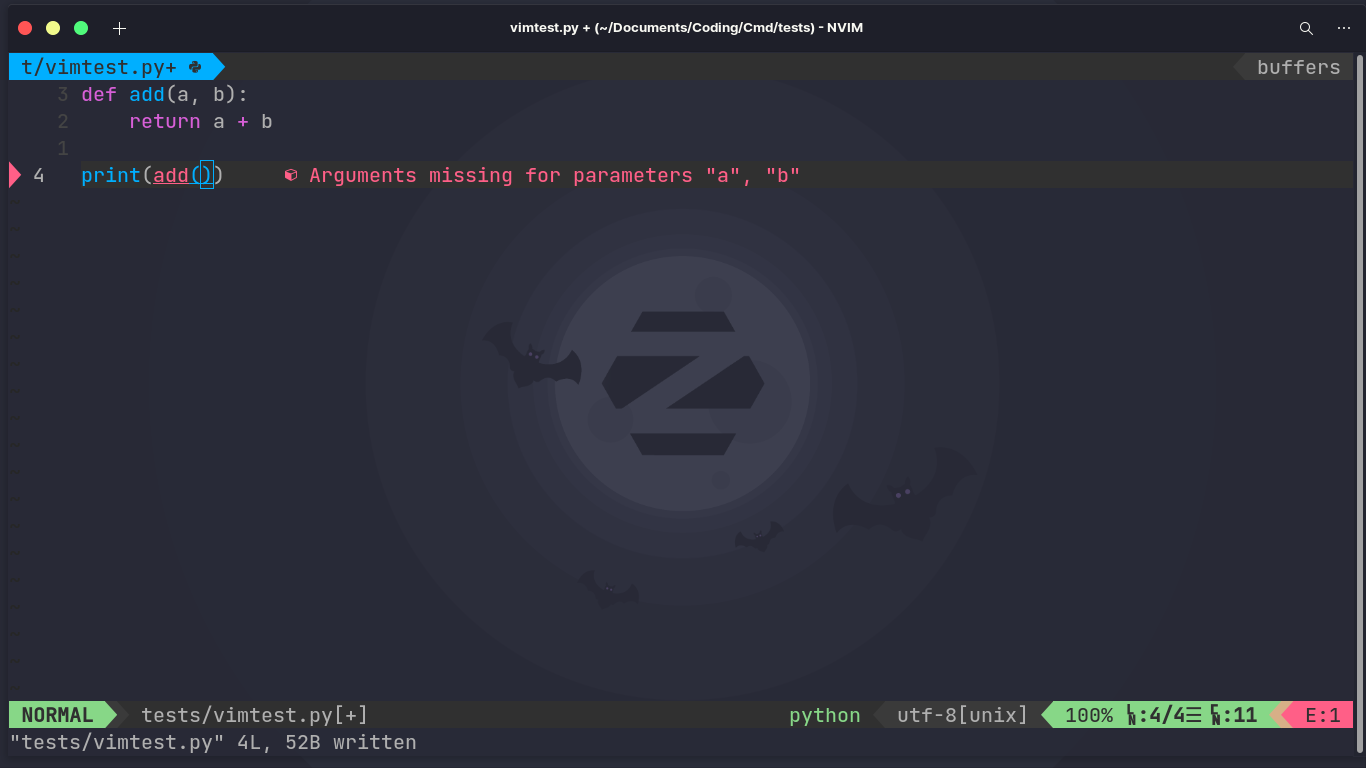 vimtest.py + (~/Documents/Coding/Cmd/tests) - NVIM
t/vimtest.py+ buffers
3 def add(a, b):
2     return a + b
1
4 print(add()) Arguments missing for parameters "a", "b"
NORMAL tests/vimtest.py[+] python utf-8[unix] 100% :4/4☰ :11 E:1
"tests/vimtest.py" 4L, 52B written